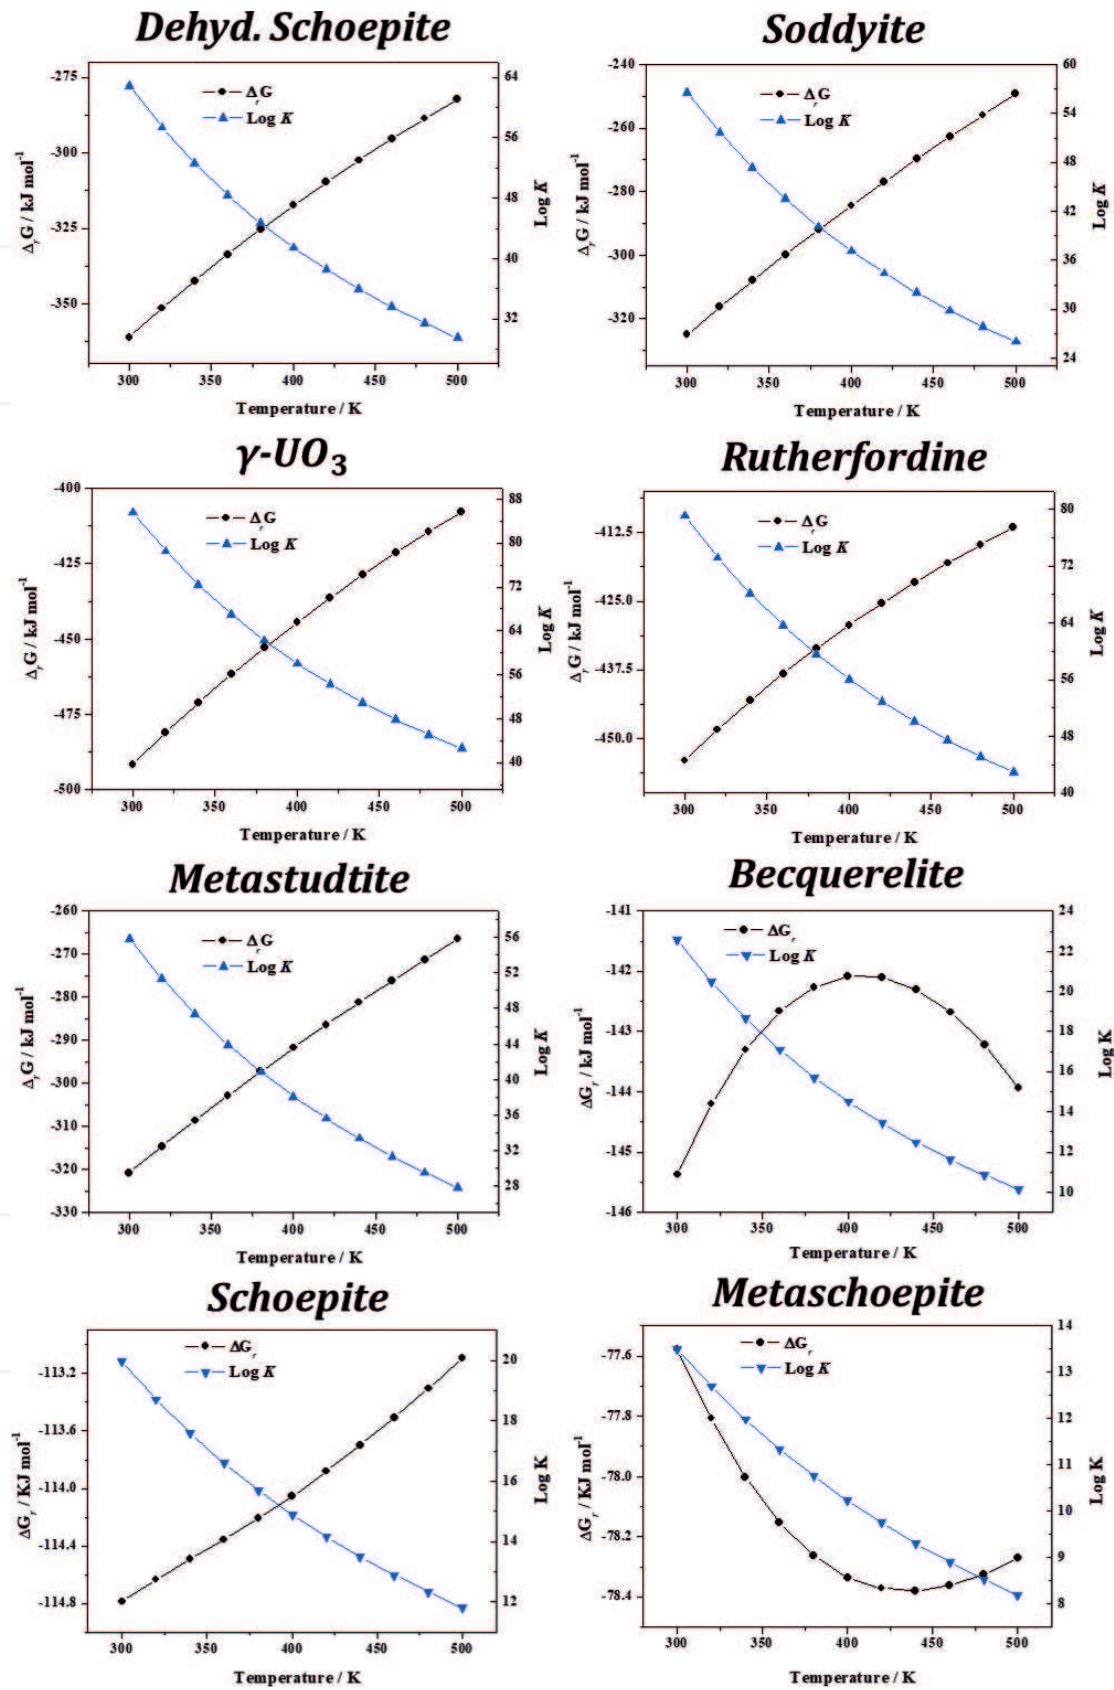 Dehyd. Schoepite
ΔᵣG
Log K
-275
-300
-325
-350
ΔᵣG / kJ mol⁻¹
64
56
48
40
32
Log K
300 350 400 450 500
Temperature / K
Soddyite
ΔᵣG
Log K
-240
-260
-280
-300
-320
ΔᵣG / kJ mol⁻¹
60
54
48
42
36
30
24
Log K
300 350 400 450 500
Temperature / K
γ-UO₃
ΔᵣG
Log K
-400
-425
-450
-475
-500
ΔᵣG / kJ mol⁻¹
88
80
72
64
56
48
40
Log K
300 350 400 450 500
Temperature / K
Rutherfordine
ΔᵣG
Log K
-412.5
-425.0
-437.5
-450.0
ΔᵣG / kJ mol⁻¹
80
72
64
56
48
40
Log K
300 350 400 450 500
Temperature / K
Metastudtite
ΔᵣG
Log K
-260
-270
-280
-290
-300
-310
-320
-330
ΔᵣG / kJ mol⁻¹
56
52
48
44
40
36
32
28
Log K
300 350 400 450 500
Temperature / K
Becquerelite
ΔGᵣ
Log K
-141
-142
-143
-144
-145
-146
ΔGᵣ / kJ mol⁻¹
24
22
20
18
16
14
12
10
Log K
300 350 400 450 500
Temperature / K
Schoepite
ΔGᵣ
Log K
-113.2
-113.6
-114.0
-114.4
-114.8
ΔGᵣ / KJ mol⁻¹
20
18
16
14
12
Log K
300 350 400 450 500
Temperature / K
Metaschoepite
ΔGᵣ
Log K
-77.6
-77.8
-78.0
-78.2
-78.4
ΔGᵣ / KJ mol⁻¹
14
13
12
11
10
9
8
Log K
300 350 400 450 500
Temperature / K